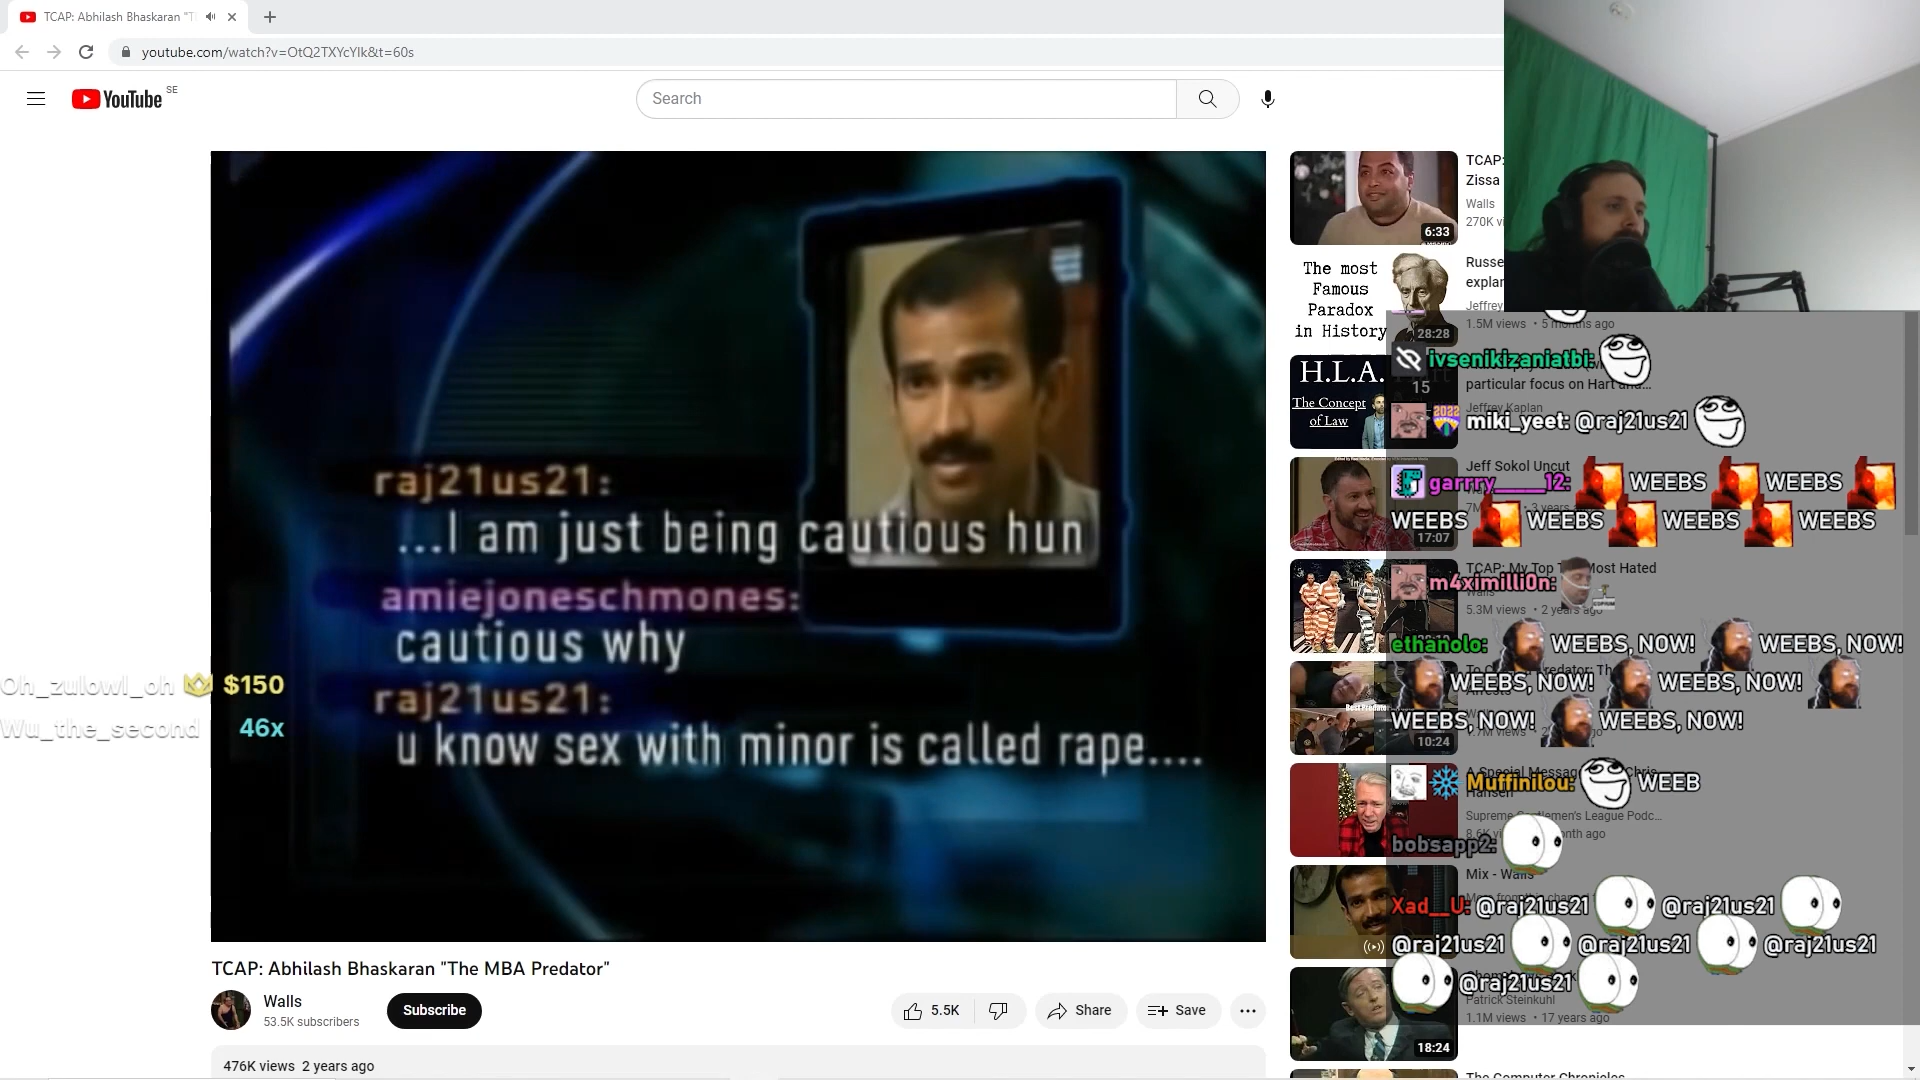 TCAP: Abhilash Bhaskaran "T
youtube.com/watch?v=OtQ2TXYcYlk&t=60s
YouTube SE
Search
raj21us21:
...I am just being cautious hun
amiejoneschmones:
cautious why
raj21us21:
u know sex with minor is called rape....
Oh_zulowl_oh $150
Wu_the_second 46x
TCAP: Abhilash Bhaskaran "The MBA Predator"
Walls
53.5K subscribers
Subscribe
5.5K
Share
Save
476K views 2 years ago
6:33
TCAP:
Zissa
Walls
270K vi
The most
Famous
Paradox
in History
28:28
Russe
explan
Jeffrey
1.5M views • 5 months ago
H.L.A.
The Concept
of Law
15
particular focus on Hart and...
Jeffrey Kaplan
17:07
Jeff Sokol Uncut
3 years ago
TCAP: My Top Most Hated
Walls
5.3M views • 2 years ago
10:24
Supreme Gentlemen's League Podc...
Mix - Walls
18:24
Patrick Steinkuhl
1.1M views • 17 years ago
The Computer Chronicles
ivsenikizaniatbi:
2022 miki_yeet: @raj21us21
garrry____12: WEEBS WEEBS
WEEBS WEEBS WEEBS WEEBS
m4ximilli0n:
ethanolo: WEEBS, NOW! WEEBS, NOW!
WEEBS, NOW! WEEBS, NOW!
WEEBS, NOW! WEEBS, NOW!
Muffinilou: WEEB
bobsapp2:
Xad__U: @raj21us21 @raj21us21
@raj21us21 @raj21us21 @raj21us21
@raj21us21